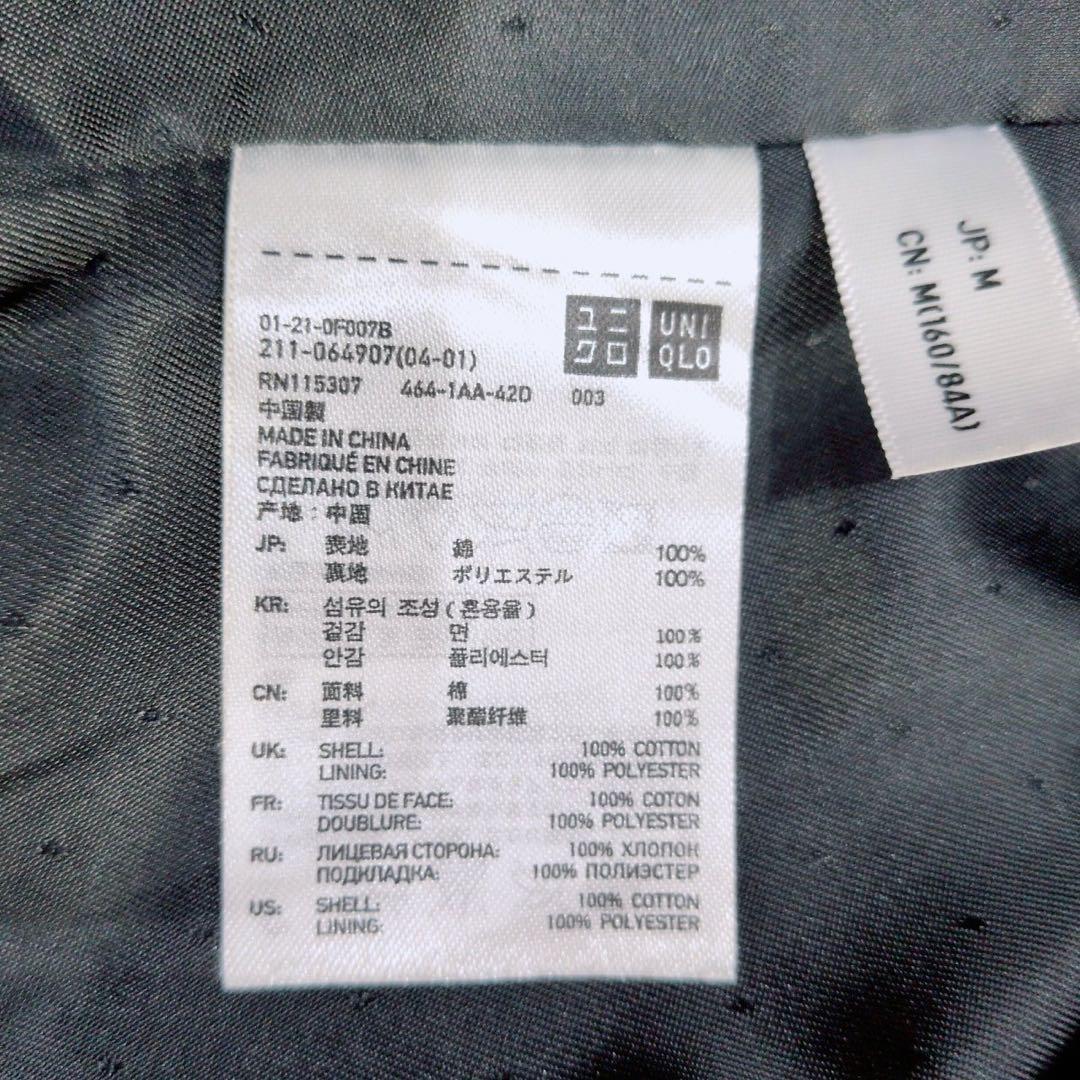 01-21-0F007B
211-064907(04-01)
RN115307 464-1AA-42D 003
ユニクロ
UNIQLO
中国製
MADE IN CHINA
FABRIQUÉ EN CHINE
СДЕЛАНО В КИТАЕ
产地：中国
JP: 表地 綿 100%
裏地 ポリエステル 100%
KR: 섬유의 조성 ( 혼용율 )
겉감 면 100%
안감 폴리에스터 100%
CN: 面料 棉 100%
里料 聚酯纤维 100%
UK: SHELL: 100% COTTON
LINING: 100% POLYESTER
FR: TISSU DE FACE: 100% COTON
DOUBLURE: 100% POLYESTER
RU: ЛИЦЕВАЯ СТОРОНА: 100% ХЛОПОК
ПОДКЛАДКА: 100% ПОЛИЭСТЕР
US: SHELL: 100% COTTON
LINING: 100% POLYESTER
JP: M
CN: M(160/84A)